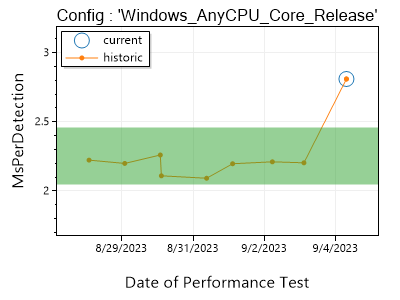 Config : 'Windows_AnyCPU_Core_Release'
current
historic
3
2.5
2
MsPerDetection
8/29/2023
8/31/2023
9/2/2023
9/4/2023
Date of Performance Test